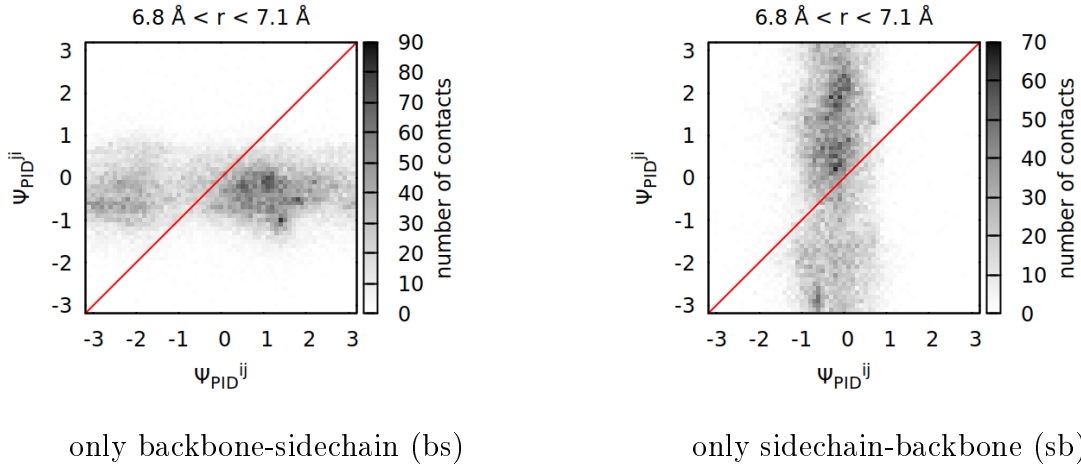 6.8 Å < r < 7.1 Å
3
2
1
0
-1
-2
-3
Ψ_PID^ji
-3 -2 -1 0 1 2 3
Ψ_PID^ij
90
80
70
60
50
40
30
20
10
0
number of contacts
only backbone-sidechain (bs)
6.8 Å < r < 7.1 Å
3
2
1
0
-1
-2
-3
Ψ_PID^ji
-3 -2 -1 0 1 2 3
Ψ_PID^ij
70
60
50
40
30
20
10
0
number of contacts
only sidechain-backbone (sb)